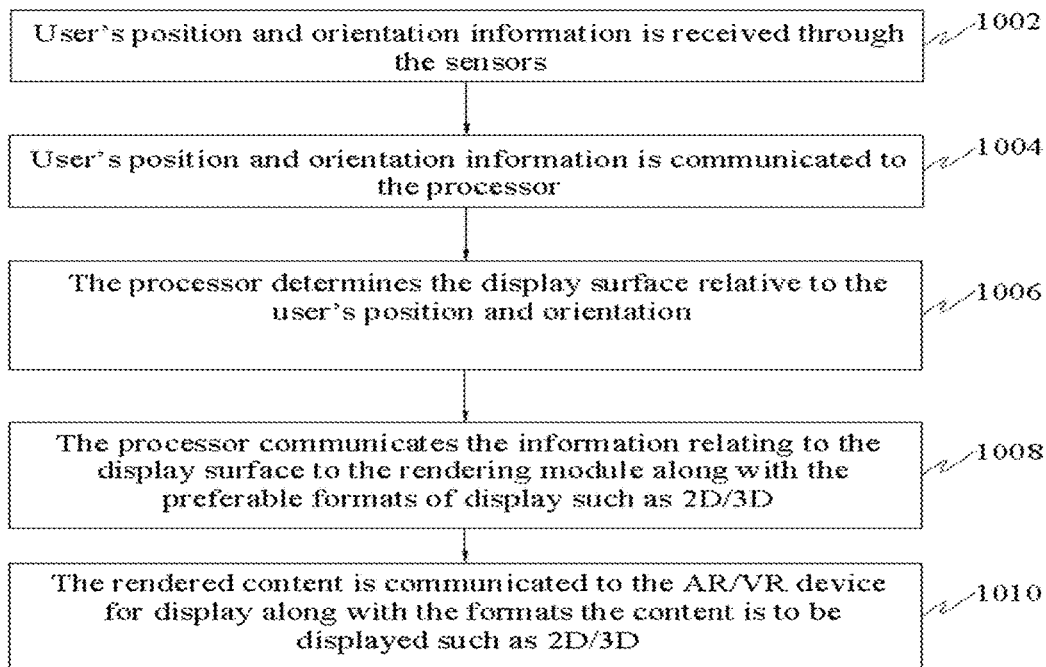 User's position and orientation information is received through
the sensors
1002
User's position and orientation information is communicated to
the processor
1004
The processor determines the display surface relative to the
user's position and orientation
1006
The processor communicates the information relating to the
display surface to the rendering module along with the
preferable formats of display such as 2D/3D
1008
The rendered content is communicated to the AR/VR device
for display along with the formats the content is to be
displayed such as 2D/3D
1010